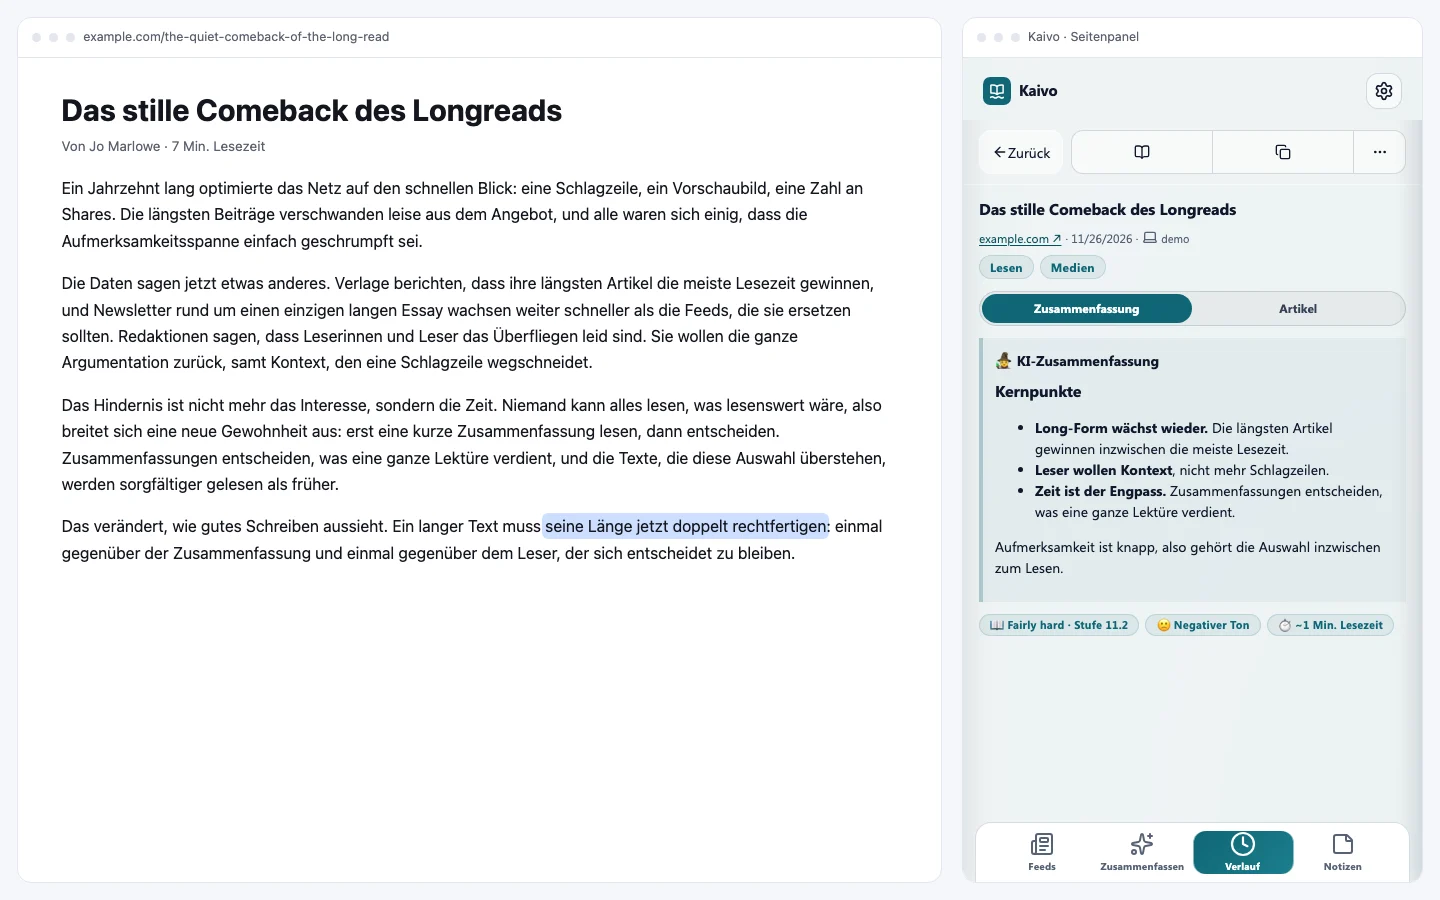 example.com/the-quiet-comeback-of-the-long-read
Das stille Comeback des Longreads
Von Jo Marlowe · 7 Min. Lesezeit
Ein Jahrzehnt lang optimierte das Netz auf den schnellen Blick: eine Schlagzeile, ein Vorschaubild, eine Zahl an
Shares. Die längsten Beiträge verschwanden leise aus dem Angebot, und alle waren sich einig, dass die
Aufmerksamkeitsspanne einfach geschrumpft sei.
Die Daten sagen jetzt etwas anderes. Verlage berichten, dass ihre längsten Artikel die meiste Lesezeit gewinnen,
und Newsletter rund um einen einzigen langen Essay wachsen weiter schneller als die Feeds, die sie ersetzen
sollten. Redaktionen sagen, dass Leserinnen und Leser das Überfliegen leid sind. Sie wollen die ganze
Argumentation zurück, samt Kontext, den eine Schlagzeile wegschneidet.
Das Hindernis ist nicht mehr das Interesse, sondern die Zeit. Niemand kann alles lesen, was lesenswert wäre, also
breitet sich eine neue Gewohnheit aus: erst eine kurze Zusammenfassung lesen, dann entscheiden.
Zusammenfassungen entscheiden, was eine ganze Lektüre verdient, und die Texte, die diese Auswahl überstehen,
werden sorgfältiger gelesen als früher.
Das verändert, wie gutes Schreiben aussieht. Ein langer Text muss seine Länge jetzt doppelt rechtfertigen: einmal
gegenüber der Zusammenfassung und einmal gegenüber dem Leser, der sich entscheidet zu bleiben.
Kaivo · Seitenpanel
Kaivo
Zurück
Das stille Comeback des Longreads
example.com ↗ · 11/26/2026 · demo
Lesen Medien
Zusammenfassung Artikel
KI-Zusammenfassung
Kernpunkte
• Long-Form wächst wieder. Die längsten Artikel
gewinnen inzwischen die meiste Lesezeit.
• Leser wollen Kontext, nicht mehr Schlagzeilen.
• Zeit ist der Engpass. Zusammenfassungen entscheiden,
was eine ganze Lektüre verdient.
Aufmerksamkeit ist knapp, also gehört die Auswahl inzwischen
zum Lesen.
Fairly hard · Stufe 11.2 Negativer Ton ~1 Min. Lesezeit
Feeds Zusammenfassen Verlauf Notizen